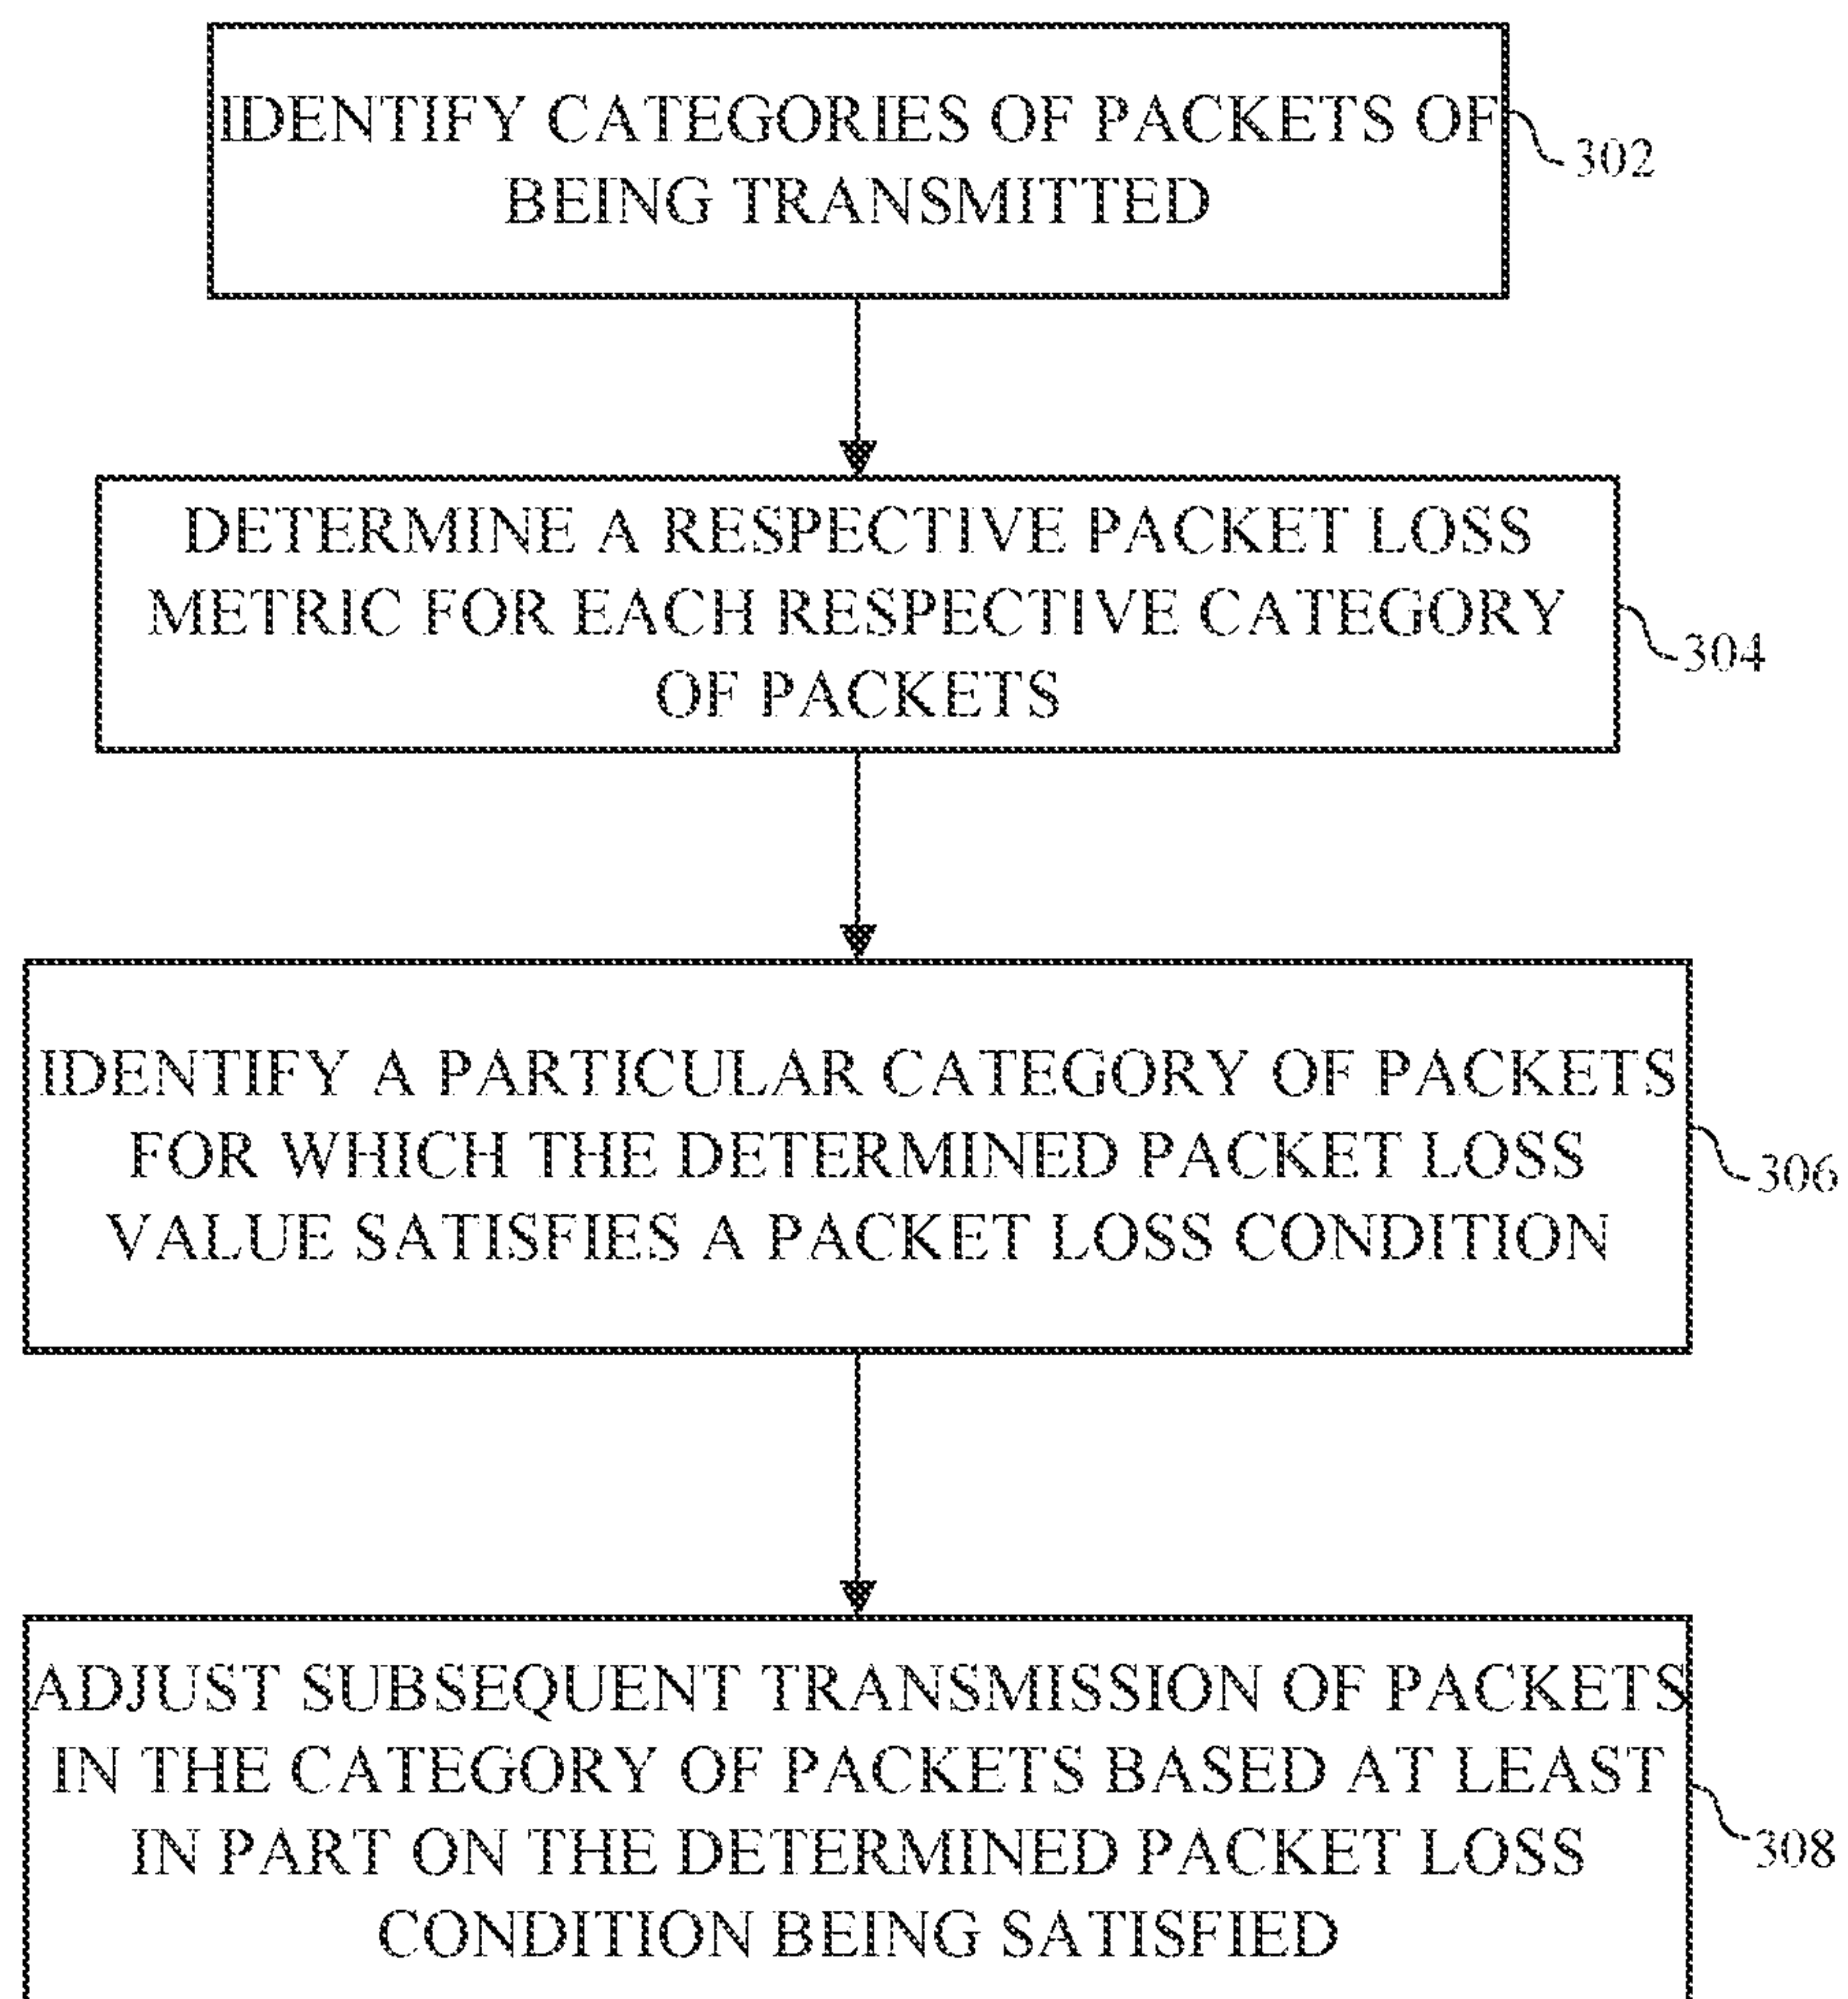 IDENTIFY CATEGORIES OF PACKETS OF
BEING TRANSMITTED
302
DETERMINE A RESPECTIVE PACKET LOSS
METRIC FOR EACH RESPECTIVE CATEGORY
OF PACKETS
304
IDENTIFY A PARTICULAR CATEGORY OF PACKETS
FOR WHICH THE DETERMINED PACKET LOSS
VALUE SATISFIES A PACKET LOSS CONDITION
306
ADJUST SUBSEQUENT TRANSMISSION OF PACKETS
IN THE CATEGORY OF PACKETS BASED AT LEAST
IN PART ON THE DETERMINED PACKET LOSS
CONDITION BEING SATISFIED
308